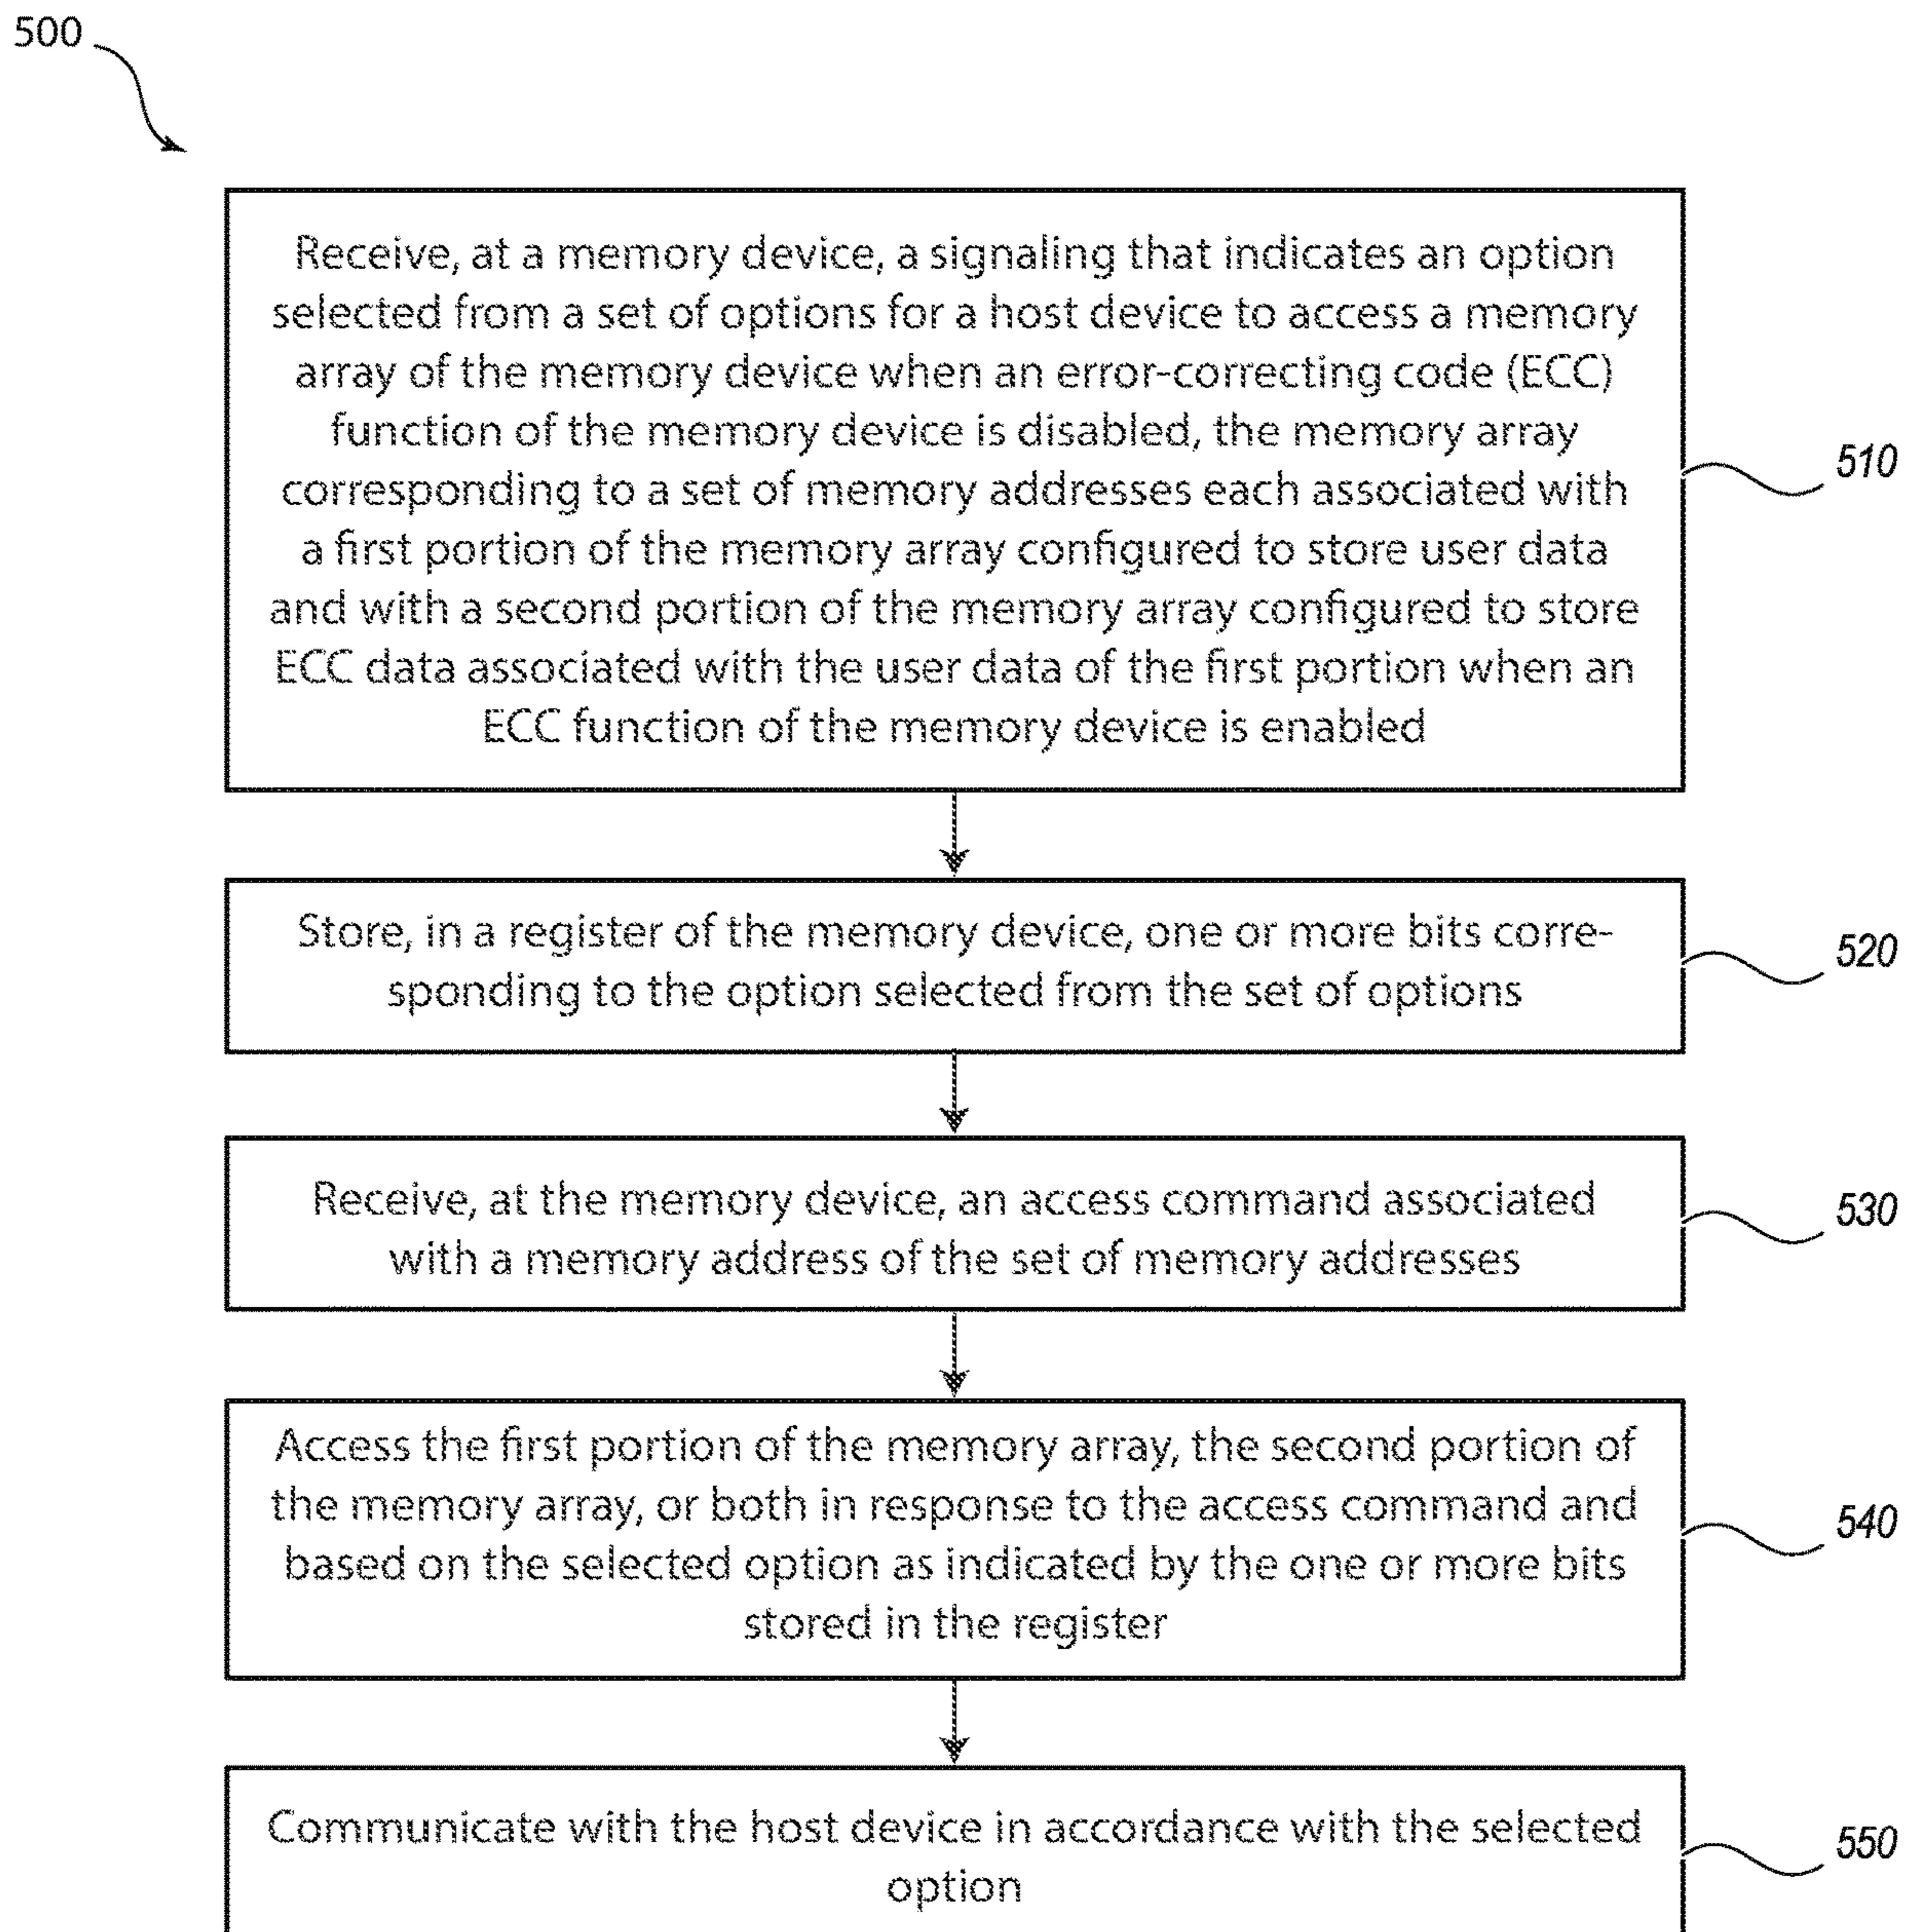 500
Receive, at a memory device, a signaling that indicates an option
selected from a set of options for a host device to access a memory
array of the memory device when an error-correcting code (ECC)
function of the memory device is disabled, the memory array
corresponding to a set of memory addresses each associated with
a first portion of the memory array configured to store user data
and with a second portion of the memory array configured to store
ECC data associated with the user data of the first portion when an
ECC function of the memory device is enabled
510
Store, in a register of the memory device, one or more bits corre-
sponding to the option selected from the set of options
520
Receive, at the memory device, an access command associated
with a memory address of the set of memory addresses
530
Access the first portion of the memory array, the second portion of
the memory array, or both in response to the access command and
based on the selected option as indicated by the one or more bits
stored in the register
540
Communicate with the host device in accordance with the selected
option
550